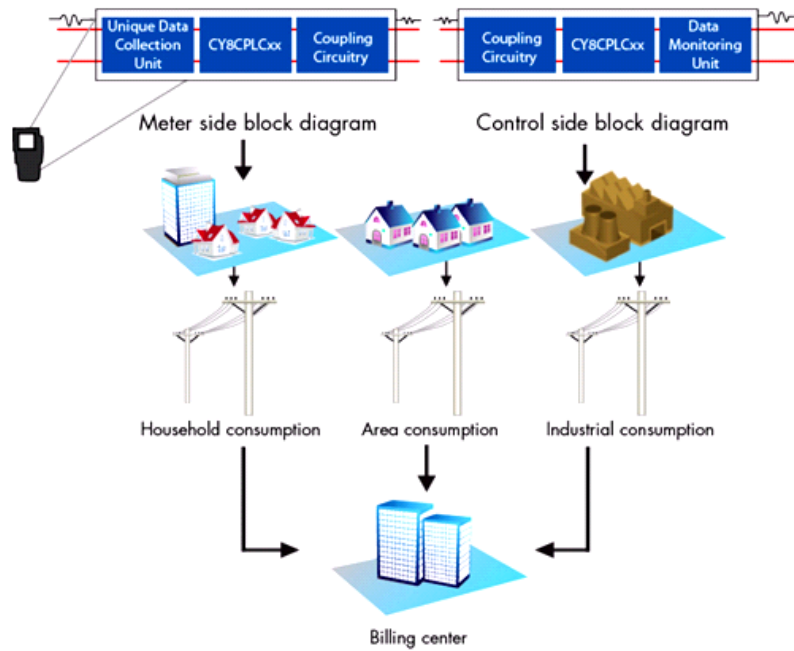 Unique Data
Collection
Unit
CY8CPLCxx
Coupling
Circuitry
Coupling
Circuitry
CY8CPLCxx
Data
Monitoring
Unit
Meter side block diagram
Control side block diagram
Household consumption
Area consumption
Industrial consumption
Billing center